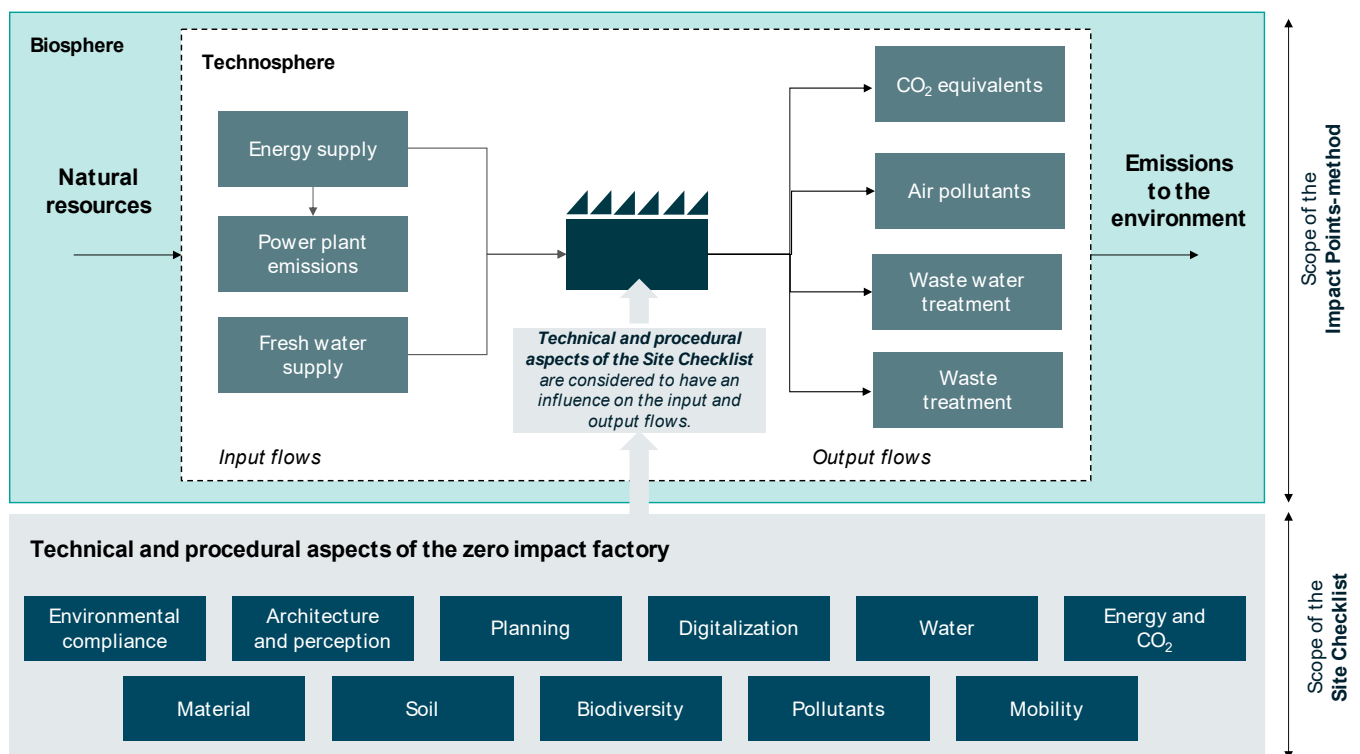 Biosphere
Technosphere
Natural
resources
Energy supply
Power plant
emissions
Fresh water
supply
Input flows
Technical and procedural
aspects of the Site Checklist
are considered to have an
influence on the input and
output flows.
CO₂ equivalents
Air pollutants
Waste water
treatment
Waste
treatment
Output flows
Emissions
to the
environment
Scope of the
Impact Points-method
Technical and procedural aspects of the zero impact factory
Environmental
compliance
Architecture
and perception
Planning
Digitalization
Water
Energy and
CO₂
Material
Soil
Biodiversity
Pollutants
Mobility
Scope of the
Site Checklist